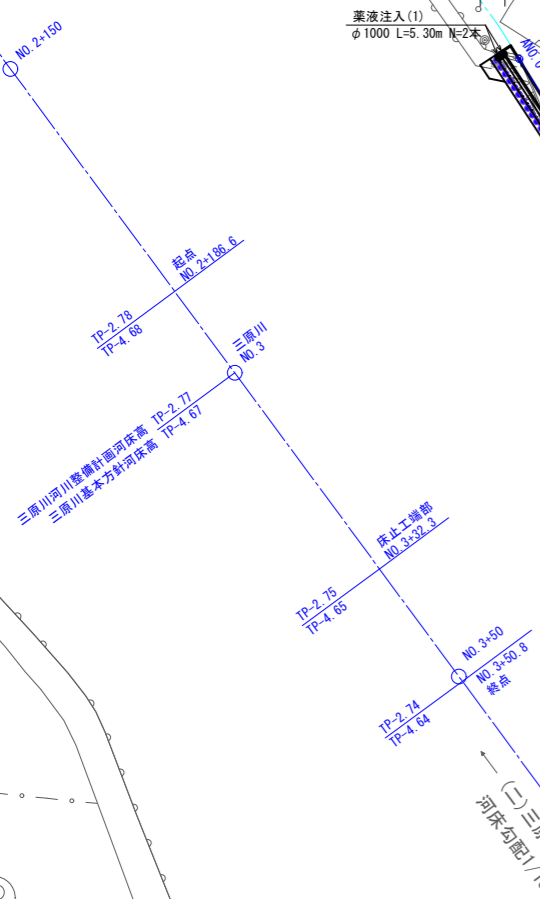 薬液注入(1)
φ1000 L=5.30m N=2本
NO.2+150
起点
NO.2+186.6
TP-2.78
TP-4.68
三原川
NO.3
三原川河川整備計画河床高 TP-2.77
三原川基本方針河床高 TP-4.67
床止工端部
NO.3+32.3
TP-2.75
TP-4.65
NO.3+50
NO.3+50.8
終点
TP-2.74
TP-4.64
(二)三原
河床勾配1/1